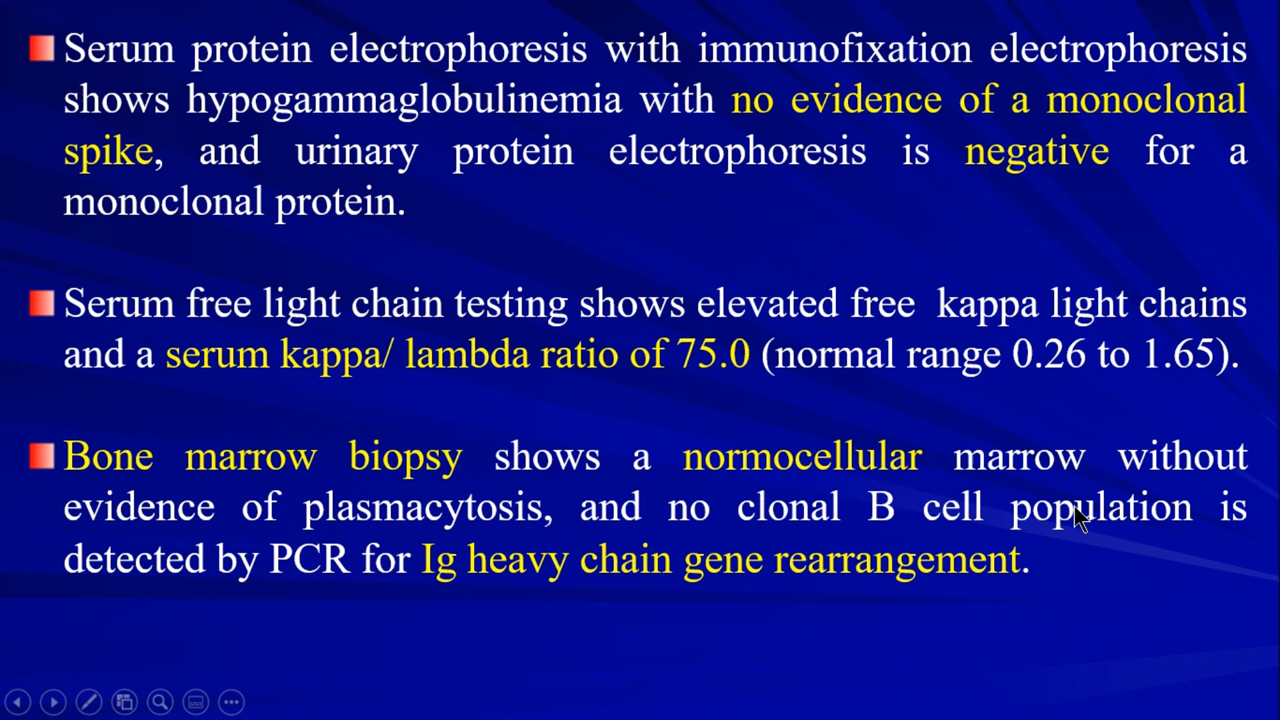 Serum protein electrophoresis with immunofixation electrophoresis
shows hypogammaglobulinemia with no evidence of a monoclonal
spike, and urinary protein electrophoresis is negative for a
monoclonal protein.
Serum free light chain testing shows elevated free kappa light chains
and a serum kappa/ lambda ratio of 75.0 (normal range 0.26 to 1.65).
Bone marrow biopsy shows a normocellular marrow without
evidence of plasmacytosis, and no clonal B cell population is
detected by PCR for Ig heavy chain gene rearrangement.